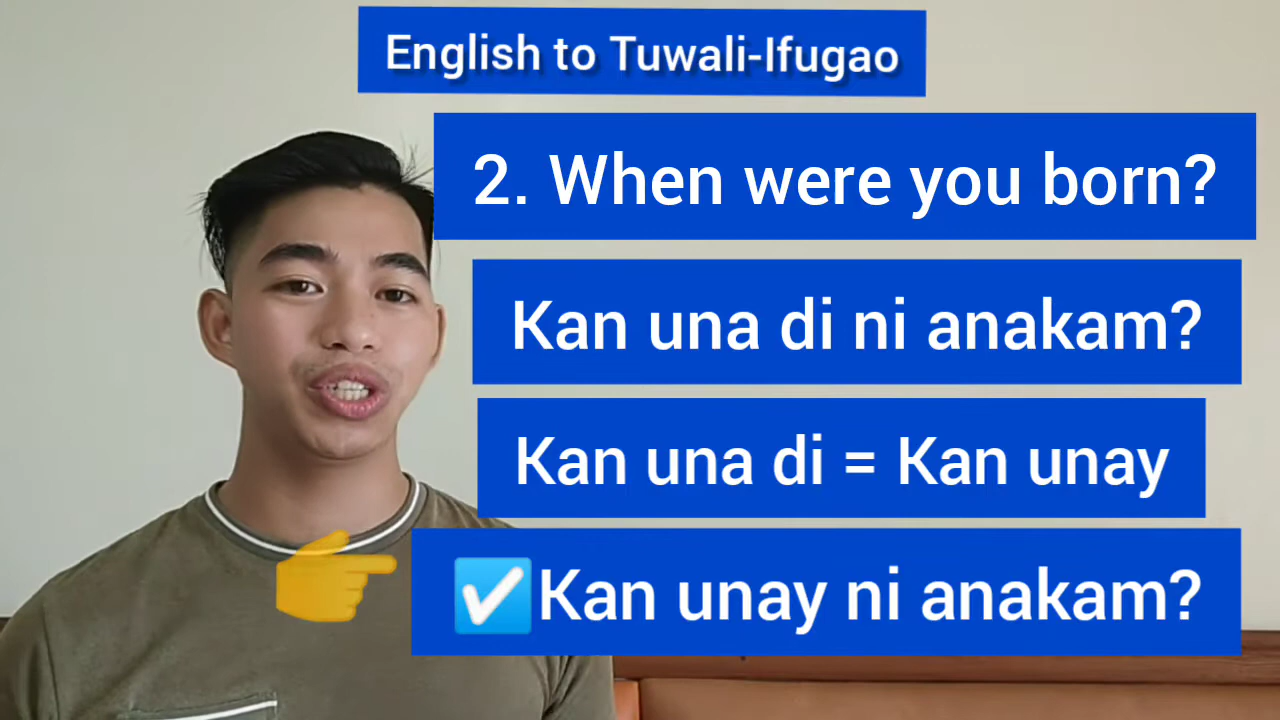 English to Tuwali-Ifugao
2. When were you born?
Kan una di ni anakam?
Kan una di = Kan unay
Kan unay ni anakam?